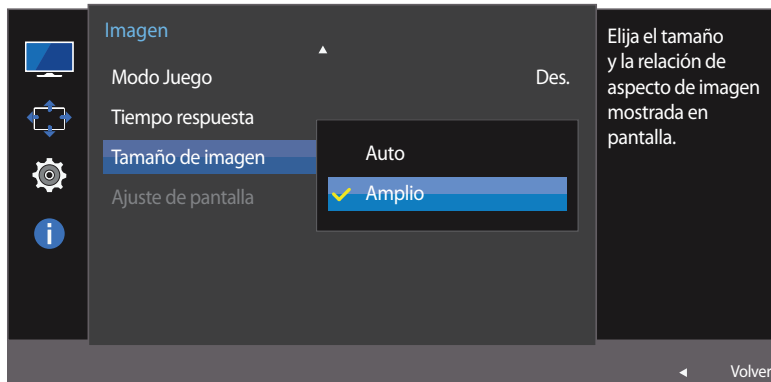 Imagen
Modo Juego Des.
Tiempo respuesta
Tamaño de imagen
Ajuste de pantalla
Auto
Amplio
Elija el tamaño
y la relación de
aspecto de imagen
mostrada en
pantalla.
Volver